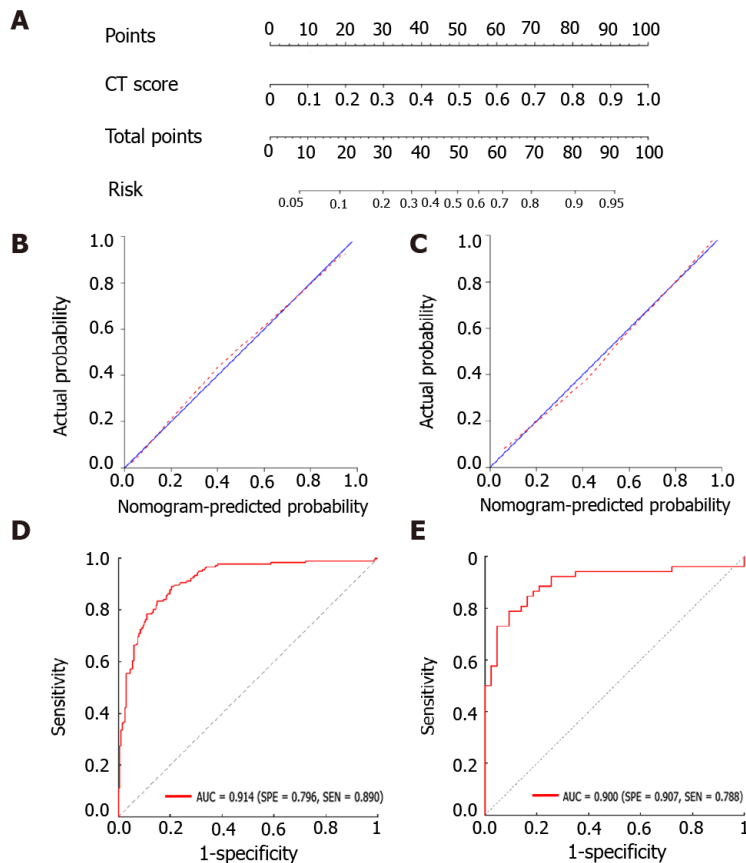 A
Points
0 10 20 30 40 50 60 70 80 90 100
CT score
0 0.1 0.2 0.3 0.4 0.5 0.6 0.7 0.8 0.9 1.0
Total points
0 10 20 30 40 50 60 70 80 90 100
Risk
0.05 0.1 0.2 0.3 0.4 0.5 0.6 0.7 0.8 0.9 0.95
B
1.0
0.8
0.6
0.4
0.2
0.0
Actual probability
0.0 0.2 0.4 0.6 0.8 1.0
Nomogram-predicted probability
C
1.0
0.8
0.6
0.4
0.2
0.0
Actual probability
0.0 0.2 0.4 0.6 0.8 1.0
Nomogram-predicted probability
D
1.0
0.8
0.6
0.4
0.2
0.0
Sensitivity
AUC = 0.914 (SPE = 0.796, SEN = 0.890)
0.0 0.2 0.4 0.6 0.8 1
1-specificity
E
0
0.8
0.6
0.4
0.2
0.0
Sensitivity
AUC = 0.900 (SPE = 0.907, SEN = 0.788)
0.0 0.2 0.4 0.6 0.8 1
1-specificity